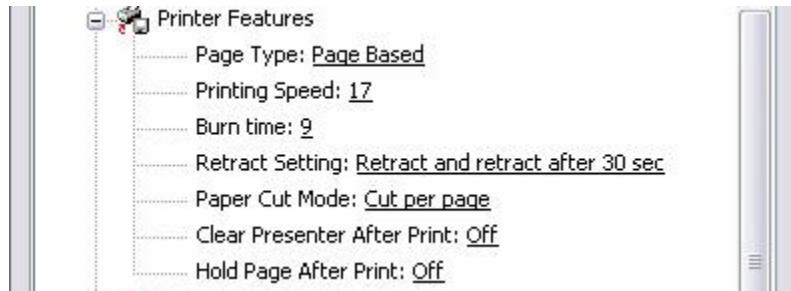 Printer Features
Page Type: Page Based
Printing Speed: 17
Burn time: 9
Retract Setting: Retract and retract after 30 sec
Paper Cut Mode: Cut per page
Clear Presenter After Print: Off
Hold Page After Print: Off